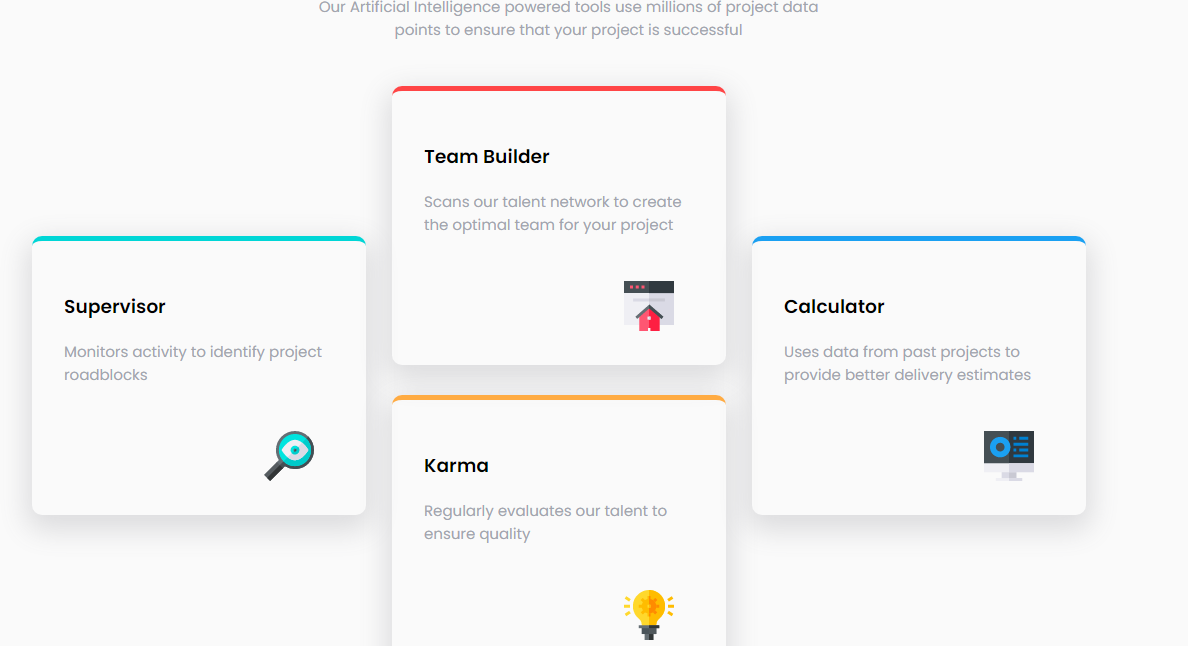 Our Artificial Intelligence powered tools use millions of project data
points to ensure that your project is successful
Team Builder
Scans our talent network to create
the optimal team for your project
Supervisor
Monitors activity to identify project
roadblocks
Calculator
Uses data from past projects to
provide better delivery estimates
Karma
Regularly evaluates our talent to
ensure quality